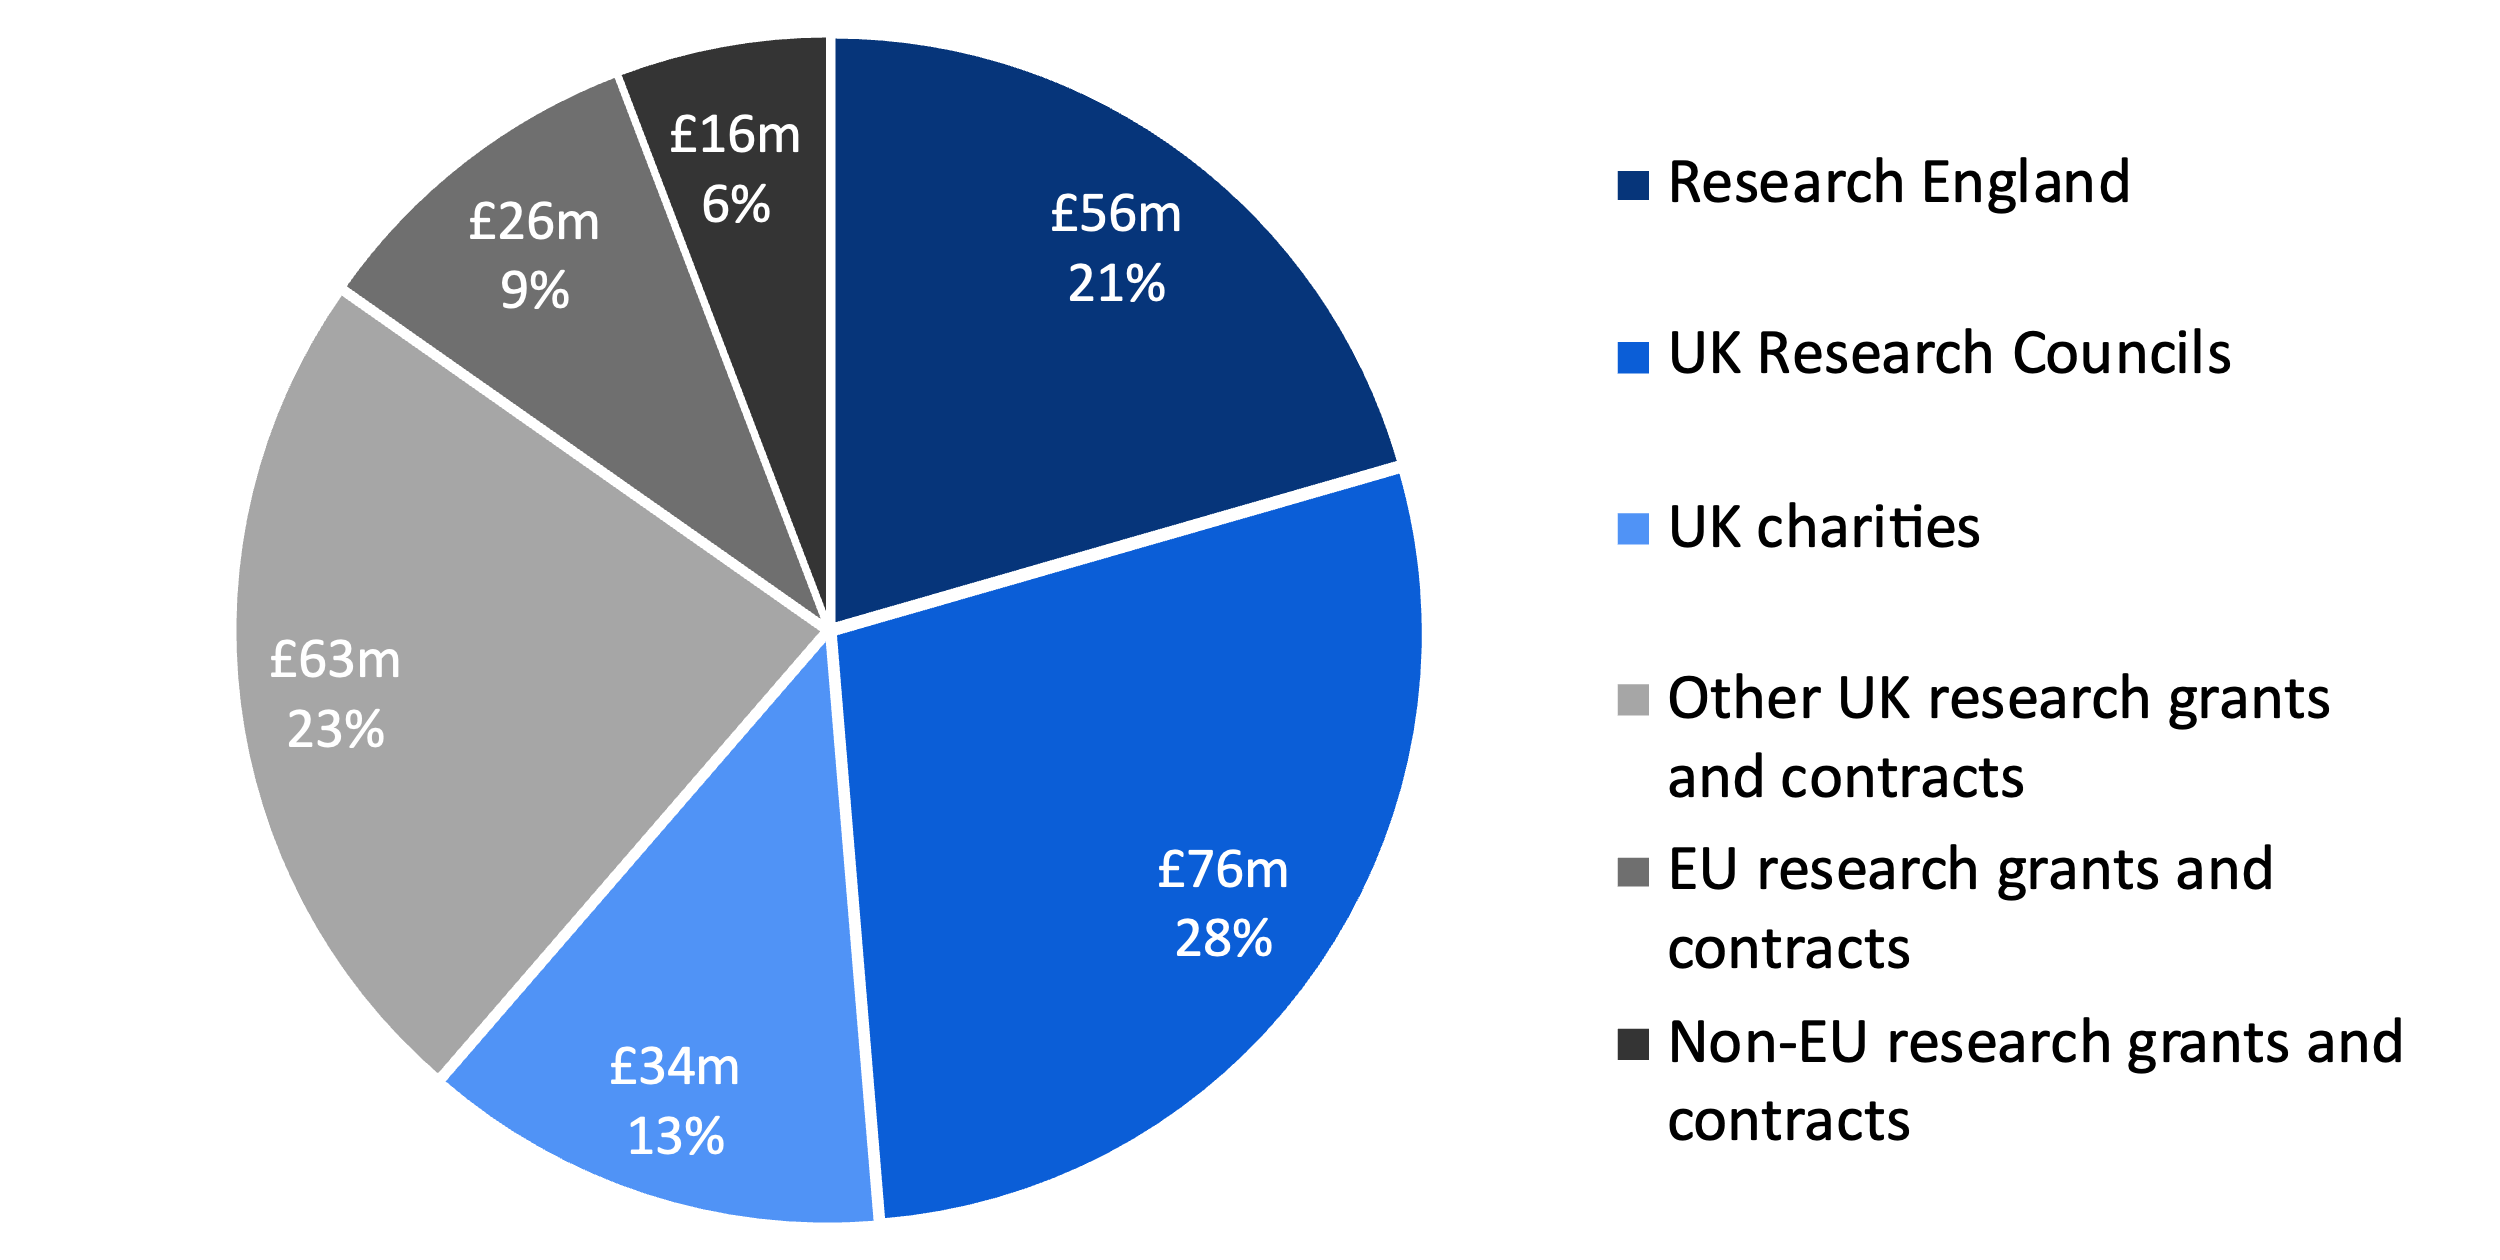 £16m
6%
£56m
21%
£26m
9%
£63m
23%
£76m
28%
£34m
13%
Research England
UK Research Councils
UK charities
Other UK research grants
and contracts
EU research grants and
contracts
Non-EU research grants and
contracts